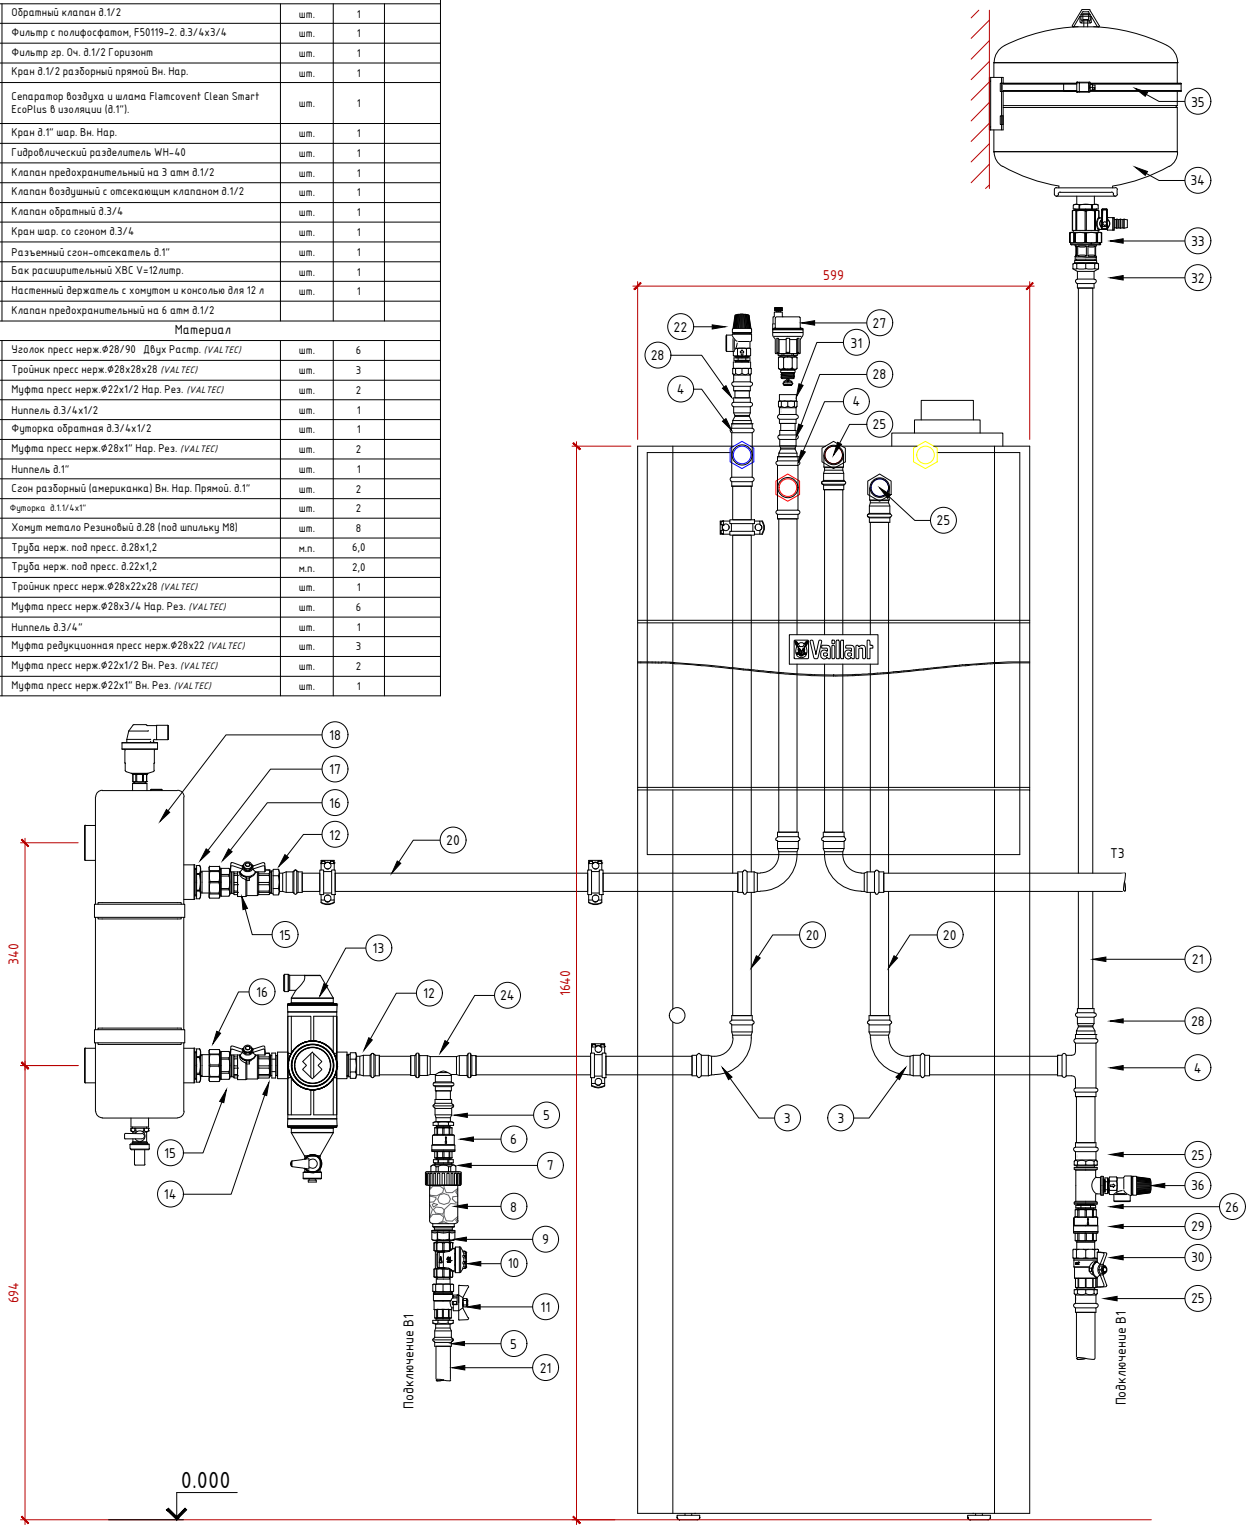 Обратный клапан д.1/2 шт. 1
Фильтр с полифосфатом, F50119-2. д.3/4х3/4 шт. 1
Фильтр гр. Оч. д.1/2 Горизонт шт. 1
Кран д.1/2 разборный прямой Вн. Нар. шт. 1
Сепаратор воздуха и шлама Flamcovent Clean Smart
EcoPlus в изоляции (д.1"). шт. 1
Кран д.1" шар. Вн. Нар. шт. 1
Гидровлический разделитель WH-40 шт. 1
Клапан предохранительный на 3 атм д.1/2 шт. 1
Клапан воздушный с отсекающим клапаном д.1/2 шт. 1
Клапан обратный д.3/4 шт. 1
Кран шар. со сгоном д.3/4 шт. 1
Разъемный сгон-отсекатель д.1" шт. 1
Бак расширительный ХВС V=12литр. шт. 1
Настенный держатель с хомутом и консолью для 12 л шт. 1
Клапан предохранительный на 6 атм д.1/2
Материал
Уголок пресс нерж.Ф28/90 Двух Растр. (VALTEC) шт. 6
Тройник пресс нерж.Ф28х28х28 (VALTEC) шт. 3
Муфта пресс нерж.Ф22х1/2 Нар. Рез. (VALTEC) шт. 2
Ниппель д.3/4х1/2 шт. 1
Футорка обратная д.3/4х1/2 шт. 1
Муфта пресс нерж.Ф28х1" Нар. Рез. (VALTEC) шт. 2
Ниппель д.1" шт. 1
Сгон разборный (американка) Вн. Нар. Прямой. д.1" шт. 2
Футорка д.1.1/4х1" шт. 2
Хомут метало Резиновый д.28 (под шпильку М8) шт. 8
Труба нерж. под пресс. д.28х1,2 м.п. 6,0
Труба нерж. под пресс. д.22х1,2 м.п. 2,0
Тройник пресс нерж.Ф28х22х28 (VALTEC) шт. 1
Муфта пресс нерж.Ф28х3/4 Нар. Рез. (VALTEC) шт. 6
Ниппель д.3/4" шт. 1
Муфта редукционная пресс нерж.Ф28х22 (VALTEC) шт. 3
Муфта пресс нерж.Ф22х1/2 Вн. Рез. (VALTEC) шт. 2
Муфта пресс нерж.Ф22х1" Вн. Рез. (VALTEC) шт. 1
35
34
33
32
599
22
27
28
31
4
28
4
25
25
Vaillant
18
17
16
12
20
15
Т3
340
13
16
12
24
1640
20
20
21
28
4
3
3
5
6
7
15
14
8
9
10
11
5
21
25
36
26
29
30
25
694
Подключение В1
Подключение В1
0.000